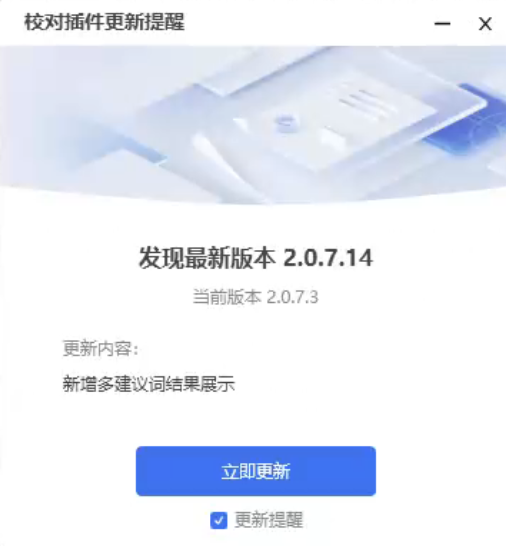 校对插件更新提醒
发现最新版本 2.0.7.14
当前版本 2.0.7.3
更新内容：
新增多建议词结果展示
立即更新
更新提醒